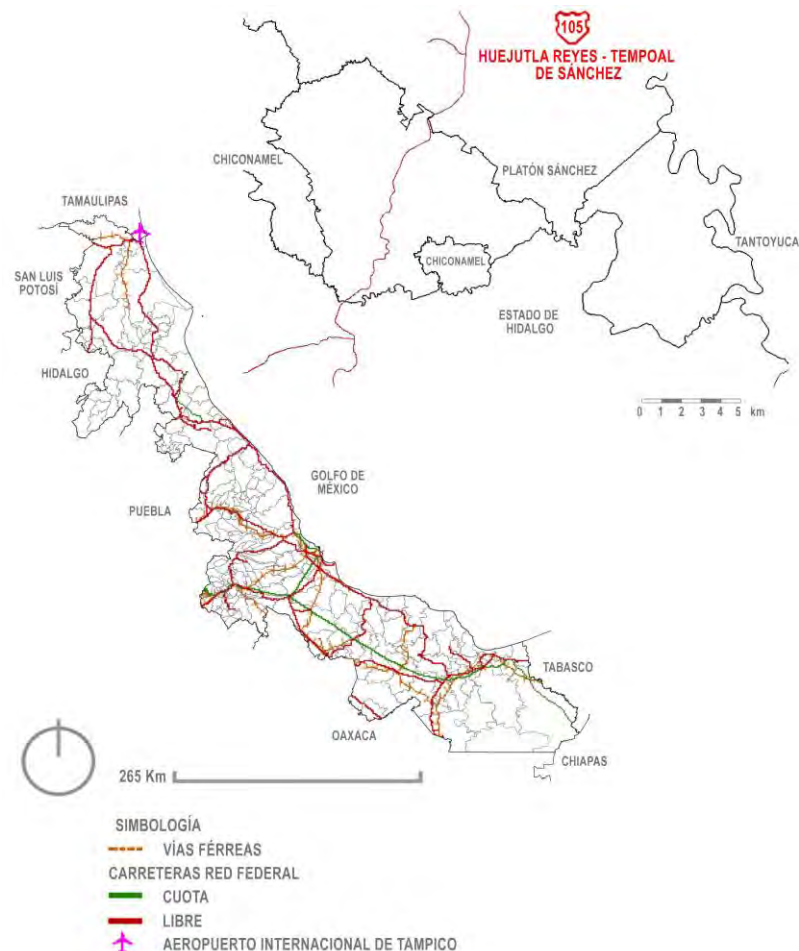 105
HUEJUTLA REYES - TEMPOAL
DE SÁNCHEZ
CHICONAMEL
PLATÓN SÁNCHEZ
TAMAULIPAS
TANTOYUCA
CHICONAMEL
SAN LUIS
POTOSÍ
ESTADO DE
HIDALGO
HIDALGO
0 1 2 3 4 5 km
GOLFO DE
MÉXICO
PUEBLA
TABASCO
OAXACA
CHIAPAS
265 Km
SIMBOLOGÍA
VÍAS FÉRREAS
CARRETERAS RED FEDERAL
CUOTA
LIBRE
AEROPUERTO INTERNACIONAL DE TAMPICO